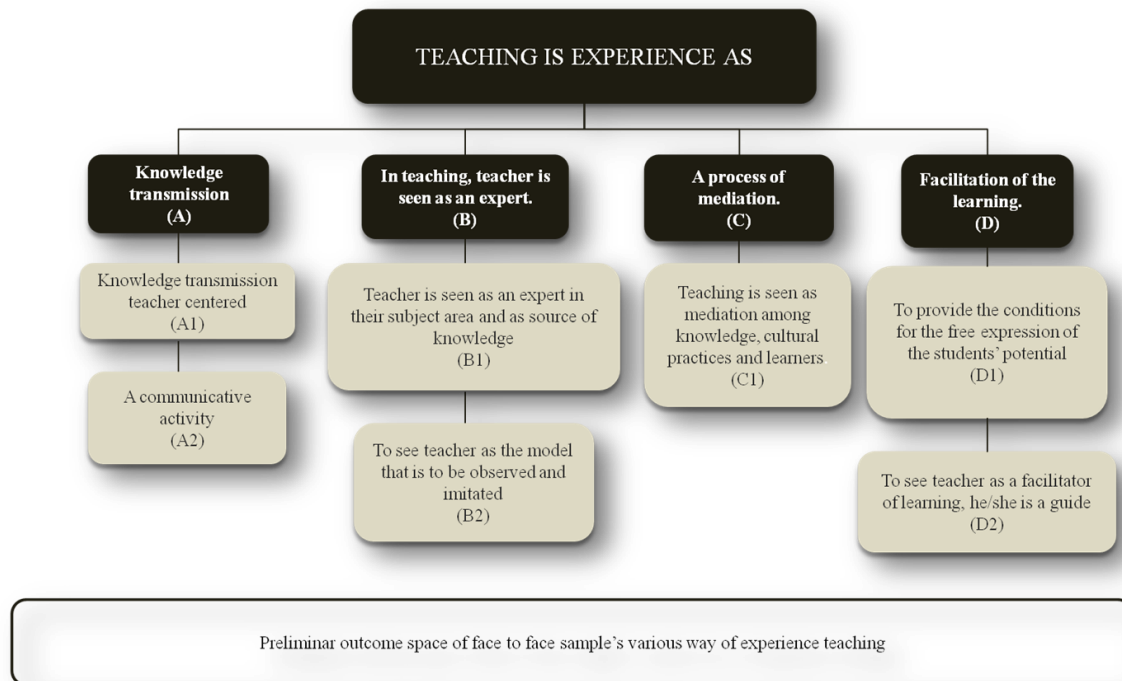 TEACHING IS EXPERIENCE AS
Knowledge
transmission
(A)
In teaching, teacher is
seen as an expert.
(B)
A process of
mediation.
(C)
Facilitation of the
learning.
(D)
Knowledge transmission
teacher centered
(A1)
Teacher is seen as an expert in
their subject area and as source of
knowledge
(B1)
Teaching is seen as
mediation among
knowledge, cultural
practices and learners.
(C1)
To provide the conditions
for the free expression of
the students’ potential
(D1)
A communicative
activity
(A2)
To see teacher as the model
that is to be observed and
imitated
(B2)
To see teacher as a facilitator
of learning, he/she is a guide
(D2)
Preliminar outcome space of face to face sample’s various way of experience teaching